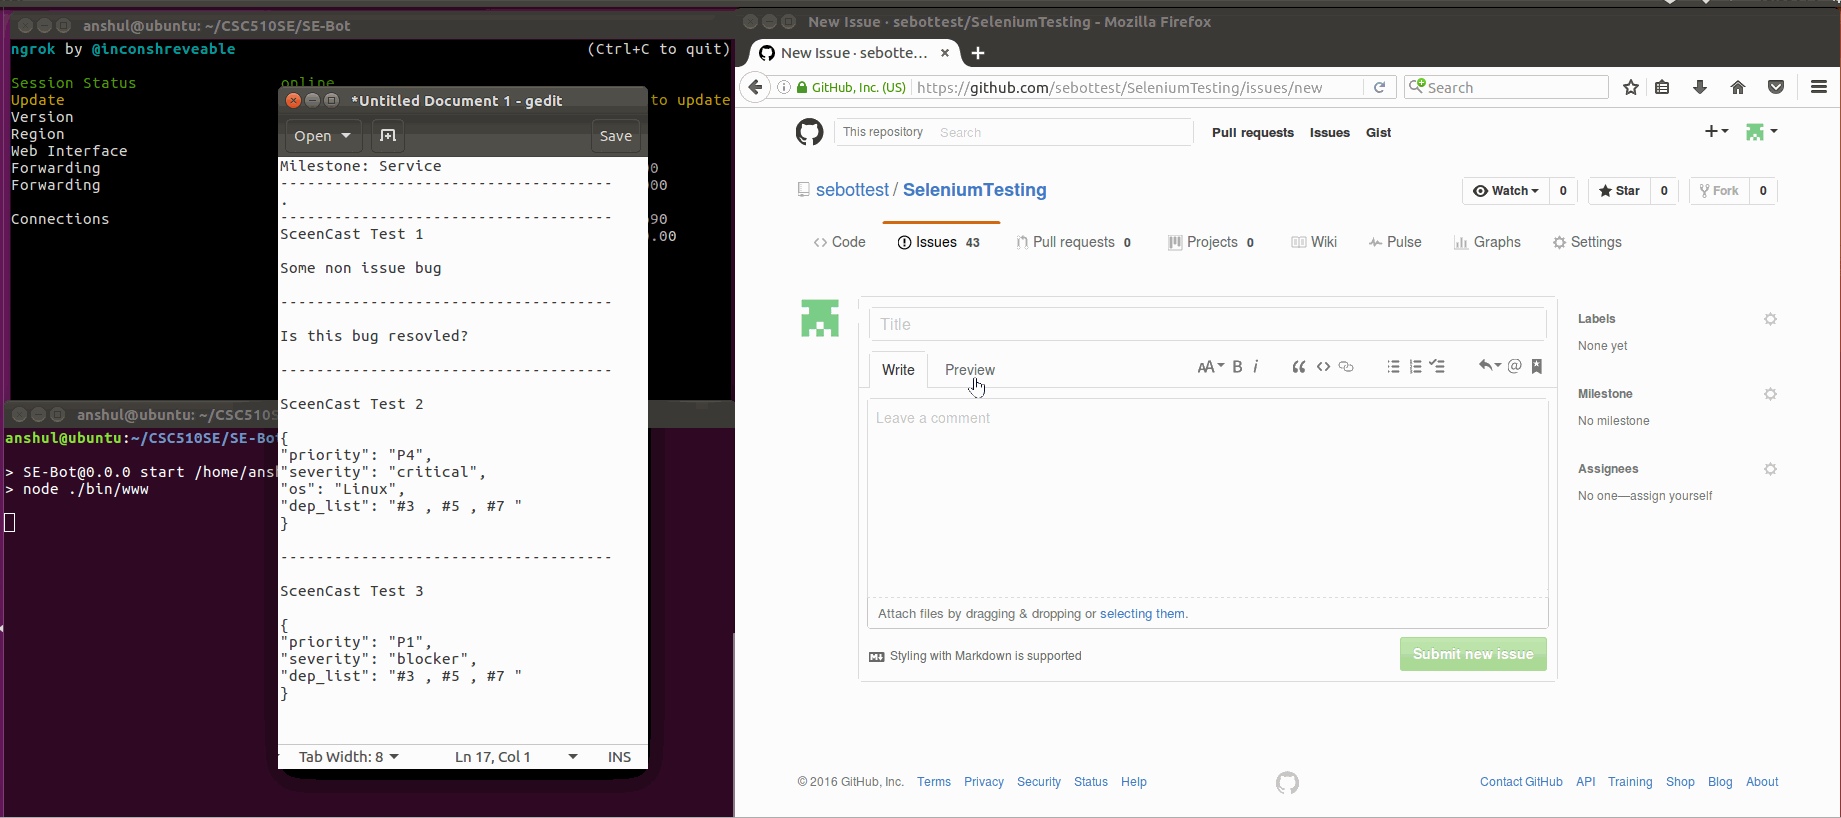 anshul@ubuntu: ~/CSC510SE/SE-Bot
ngrok by @inconshreveable (Ctrl+C to quit)
Session Status online
Update to update
Version
Region
Web Interface
Forwarding
Forwarding
Connections
anshul@ubuntu: ~/CSC510S
anshul@ubuntu:~/CSC510SE/SE-Bo
> SE-Bot@0.0.0 start /home/ans
> node ./bin/www
*Untitled Document 1 - gedit
Open Save
Milestone: Service
-------------------------------------
.
-------------------------------------
SceenCast Test 1
Some non issue bug
-------------------------------------
Is this bug resovled?
-------------------------------------
SceenCast Test 2
{
"priority": "P4",
"severity": "critical",
"os": "Linux",
"dep_list": "#3 , #5 , #7 "
}
-------------------------------------
SceenCast Test 3
{
"priority": "P1",
"severity": "blocker",
"dep_list": "#3 , #5 , #7 "
}
Tab Width: 8 Ln 17, Col 1 INS
New Issue · sebottest/SeleniumTesting - Mozilla Firefox
New Issue · sebotte...
GitHub, Inc. (US) https://github.com/sebottest/SeleniumTesting/issues/new Search
This repository Search Pull requests Issues Gist
sebottest / SeleniumTesting Watch 0 Star 0 Fork 0
Code Issues 43 Pull requests 0 Projects 0 Wiki Pulse Graphs Settings
Title
Write Preview
Leave a comment
Attach files by dragging & dropping or selecting them.
Styling with Markdown is supported Submit new issue
Labels
None yet
Milestone
No milestone
Assignees
No one—assign yourself
© 2016 GitHub, Inc. Terms Privacy Security Status Help Contact GitHub API Training Shop Blog About